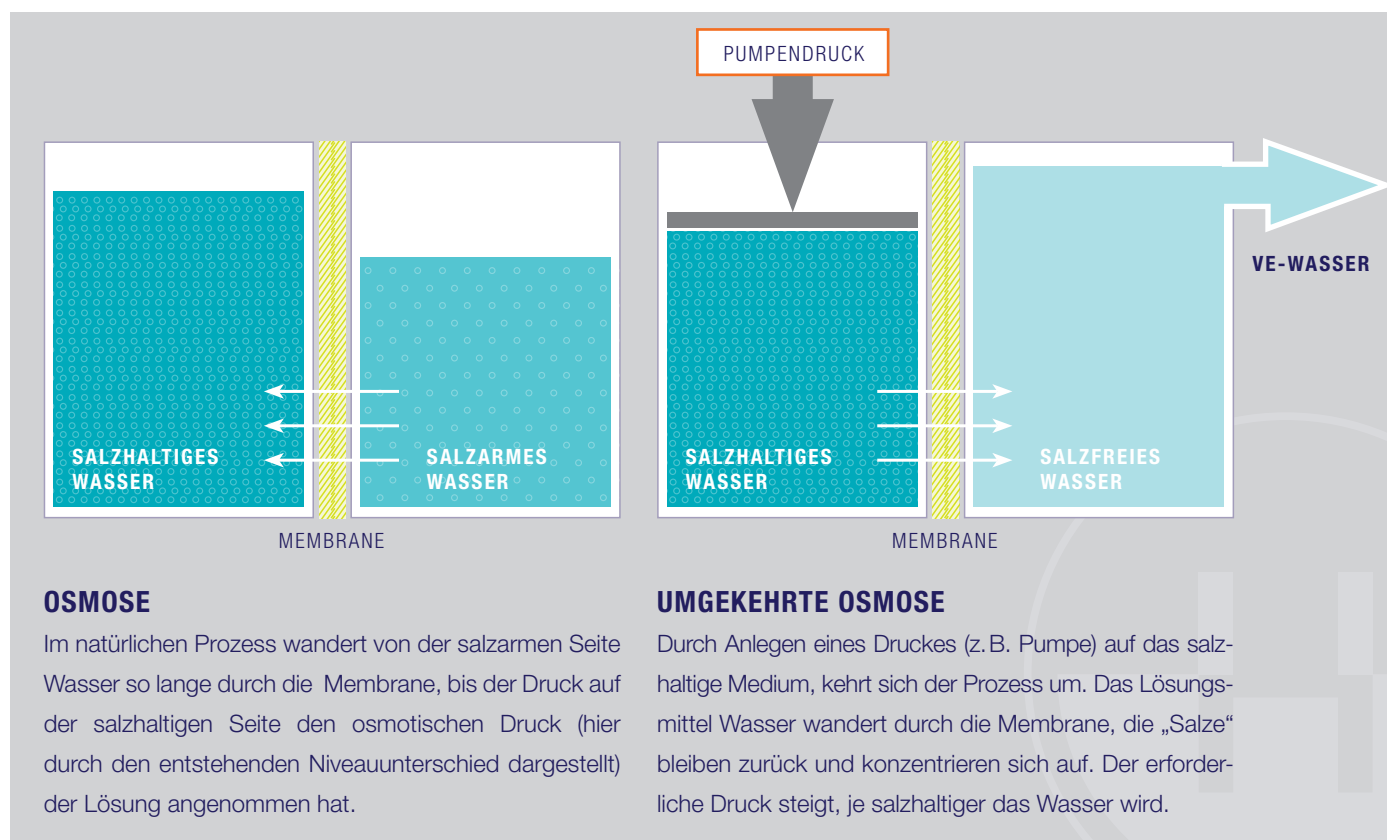 PUMPENDRUCK
VE-WASSER
SALZHALTIGES
WASSER
SALZARMES
WASSER
SALZHALTIGES
WASSER
SALZFREIES
WASSER
MEMBRANE
MEMBRANE
OSMOSE
Im natürlichen Prozess wandert von der salzarmen Seite
Wasser so lange durch die Membrane, bis der Druck auf
der salzhaltigen Seite den osmotischen Druck (hier
durch den entstehenden Niveauunterschied dargestellt)
der Lösung angenommen hat.
UMGEKEHRTE OSMOSE
Durch Anlegen eines Druckes (z. B. Pumpe) auf das salz-
haltige Medium, kehrt sich der Prozess um. Das Lösungs-
mittel Wasser wandert durch die Membrane, die „Salze“
bleiben zurück und konzentrieren sich auf. Der erforder-
liche Druck steigt, je salzhaltiger das Wasser wird.